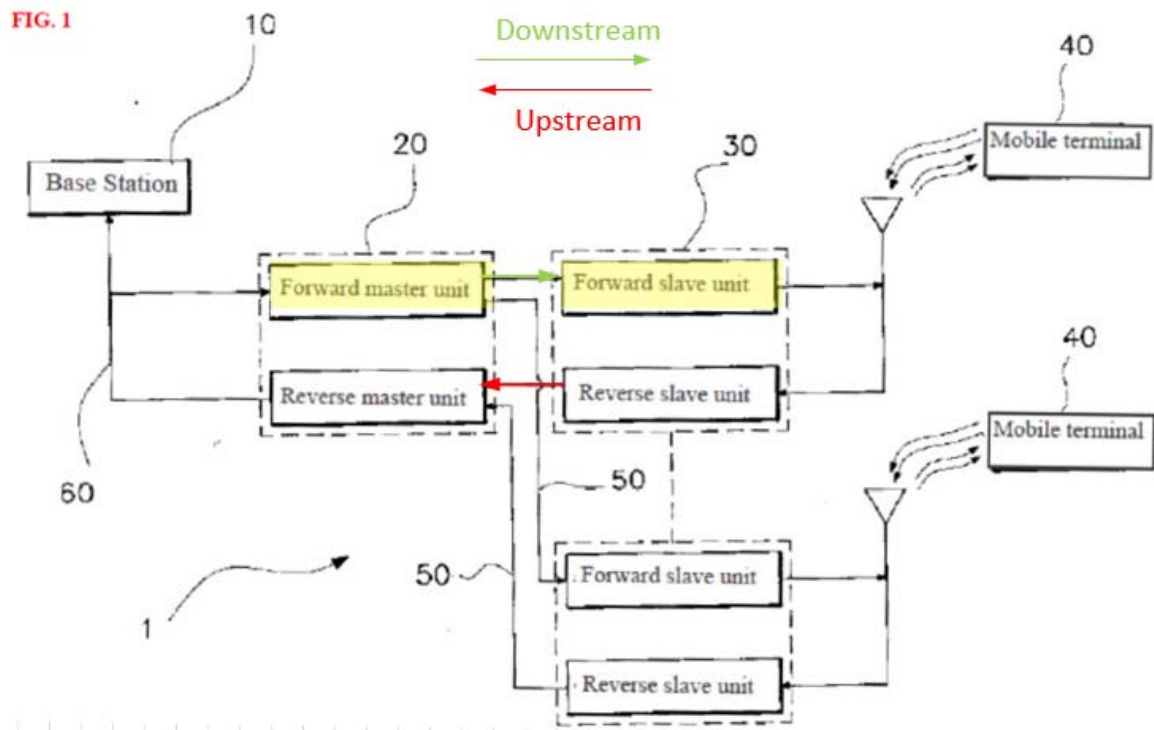 FIG. 1
10
Downstream
40
Upstream
Mobile terminal
20
30
Base Station
Forward master unit
Forward slave unit
40
Reverse master unit
Reverse slave unit
Mobile terminal
60
50
50
Forward slave unit
1
Reverse slave unit